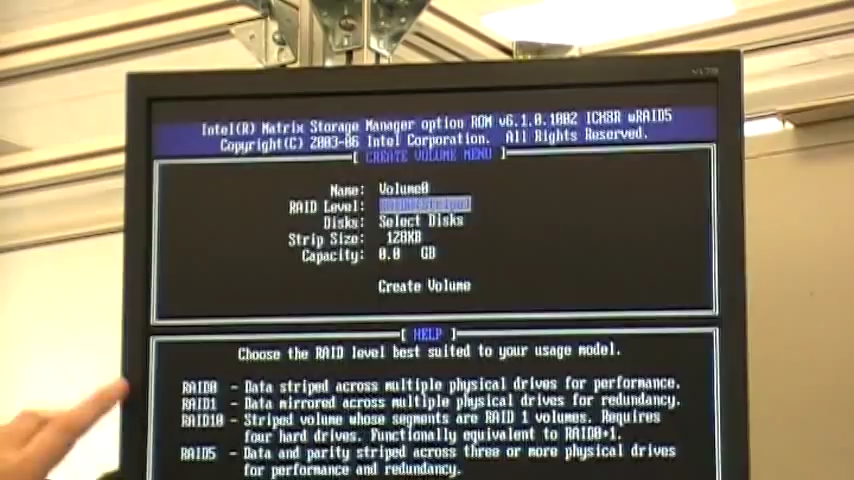 Intel(R) Matrix Storage Manager option ROM v6.1.0.1002 ICH8R wRAID5
Copyright(C) 2003-06 Intel Corporation. All Rights Reserved.
[ CREATE VOLUME MENU ]
Name: Volume0
RAID Level: RAID0(Stripe)
Disks: Select Disks
Strip Size: 128KB
Capacity: 0.0 GB
Create Volume
[ HELP ]
Choose the RAID level best suited to your usage model.
RAID0 - Data striped across multiple physical drives for performance.
RAID1 - Data mirrored across multiple physical drives for redundancy.
RAID10 - Striped volume whose segments are RAID 1 volumes. Requires
four hard drives. Functionally equivalent to RAID0+1.
RAID5 - Data and parity striped across three or more physical drives
for performance and redundancy.